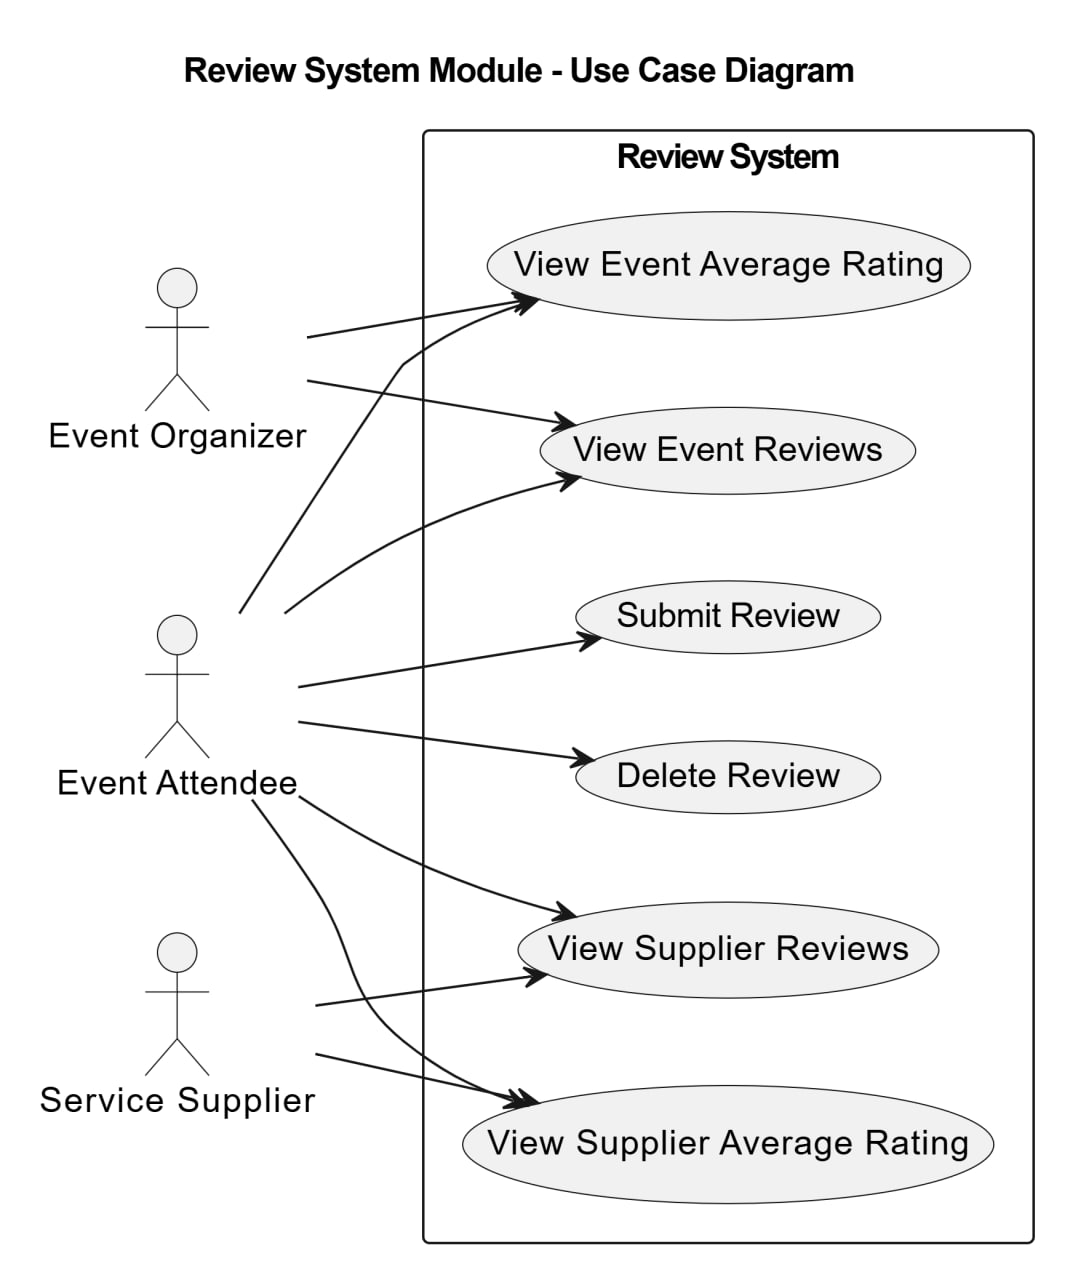 Review System Module - Use Case Diagram
Review System
View Event Average Rating
Event Organizer
View Event Reviews
Submit Review
Event Attendee
Delete Review
View Supplier Reviews
Service Supplier
View Supplier Average Rating